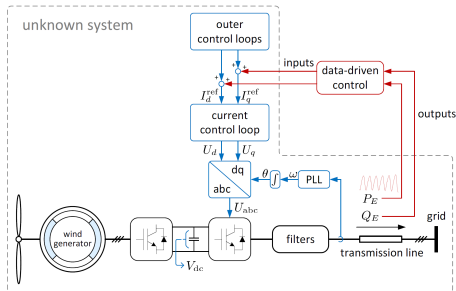 unknown system
outer
control loops
inputs
data-driven
control
outputs
I_d^ref
I_q^ref
current
control loop
U_d
U_q
dq
abc
θ
∫
ω
PLL
U_abc
P_E
Q_E
grid
wind
generator
V_dc
filters
transmission line